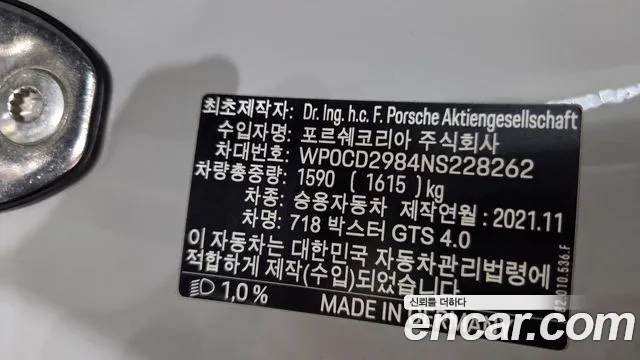 최초제작자: Dr. Ing. h.c. F. Porsche Aktiengesellschaft
수입자명: 포르쉐코리아 주식회사
차대번호: WP0CD2984NS228262
차량총중량: 1590 ( 1615) kg
차종: 승용자동차 제작연월: 2021.11
차명: 718 박스터 GTS 4.0
이 자동차는 대한민국 자동차관리법령에
적합하게 제작(수입)되었습니다.
1,0% MADE IN
.010.536.F
신뢰를 더하다
encar.com